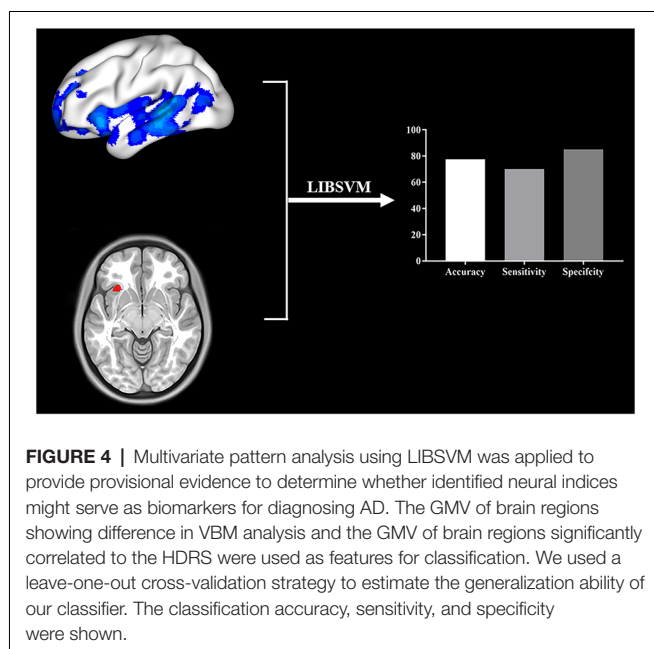 LIBSVM
100
80
60
40
20
0
Accuracy Sensitivity Specifcity
FIGURE 4 | Multivariate pattern analysis using LIBSVM was applied to
provide provisional evidence to determine whether identified neural indices
might serve as biomarkers for diagnosing AD. The GMV of brain regions
showing difference in VBM analysis and the GMV of brain regions significantly
correlated to the HDRS were used as features for classification. We used a
leave-one-out cross-validation strategy to estimate the generalization ability of
our classifier. The classification accuracy, sensitivity, and specificity
were shown.